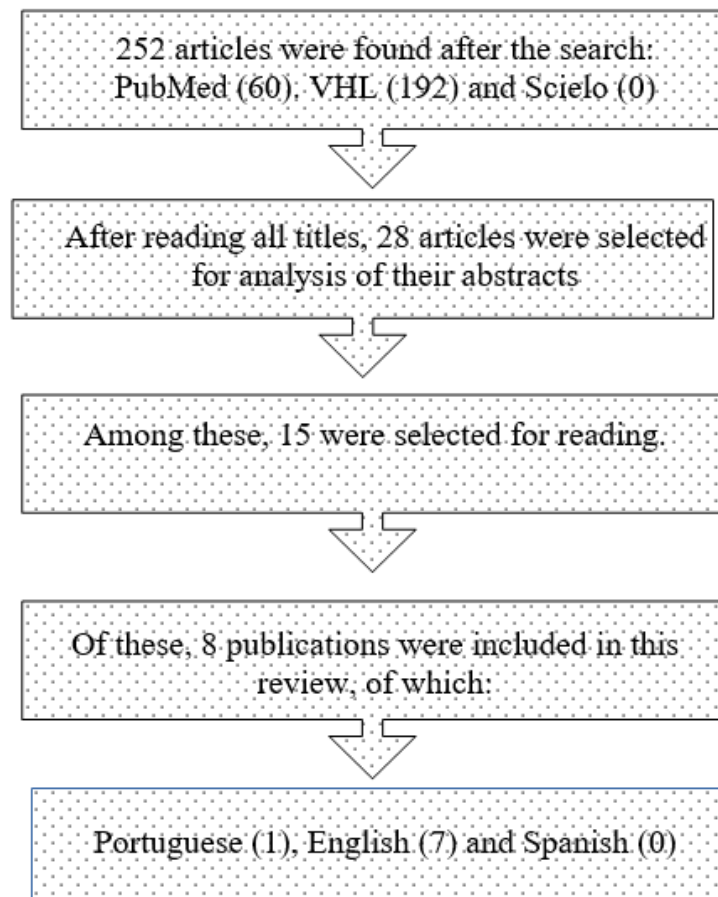 252 articles were found after the search:
PubMed (60), VHL (192) and Scielo (0)
After reading all titles, 28 articles were selected
for analysis of their abstracts
Among these, 15 were selected for reading.
Of these, 8 publications were included in this
review, of which:
Portuguese (1), English (7) and Spanish (0)